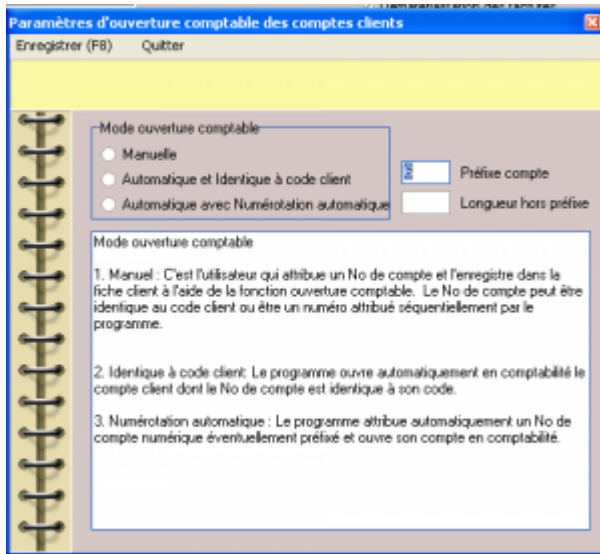 Paramètres d'ouverture comptable des comptes clients
Enregistrer (F8) Quitter
Mode ouverture comptable
Manuelle
Automatique et Identique à code client
Préfixe compte
Automatique avec Numérotation automatique
Longueur hors préfixe
Mode ouverture comptable
1. Manuel : C'est l'utilisateur qui attribue un No de compte et l'enregistre dans la
fiche client à l'aide de la fonction ouverture comptable. Le No de compte peut être
identique au code client ou être un numéro attribué séquentiellement par le
programme.
2. Identique à code client: Le programme ouvre automatiquement en comptabilité le
compte client dont le No de compte est identique à son code.
3. Numérotation automatique : Le programme attribue automatiquement un No de
compte numérique éventuellement préfixé et ouvre son compte en comptabilité.